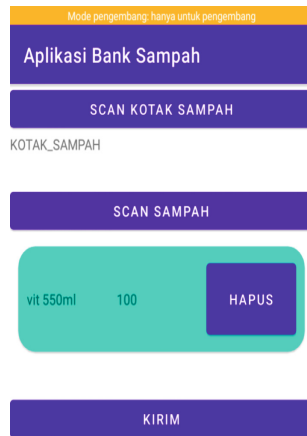 Mode pengembang: hanya untuk pengembang
Aplikasi Bank Sampah
SCAN KOTAK SAMPAH
KOTAK_SAMPAH
SCAN SAMPAH
vit 550ml 100 HAPUS
KIRIM